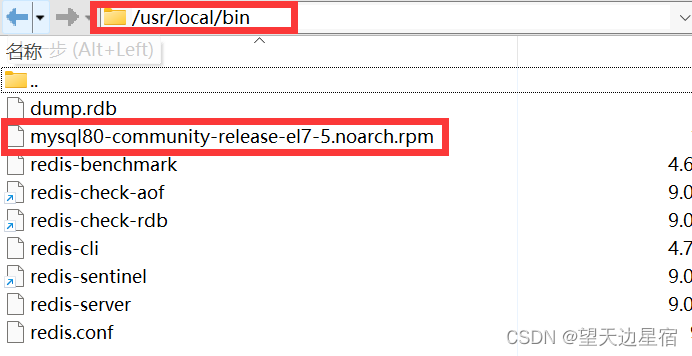 /usr/local/bin
名称
一步 (Alt+Left)
..
dump.rdb
mysql80-community-release-el7-5.noarch.rpm
redis-benchmark 4.6
redis-check-aof 9.0
redis-check-rdb 9.0
redis-cli 4.7
redis-sentinel 9.0
redis-server 9.0
redis.conf
CSDN @望天边星宿